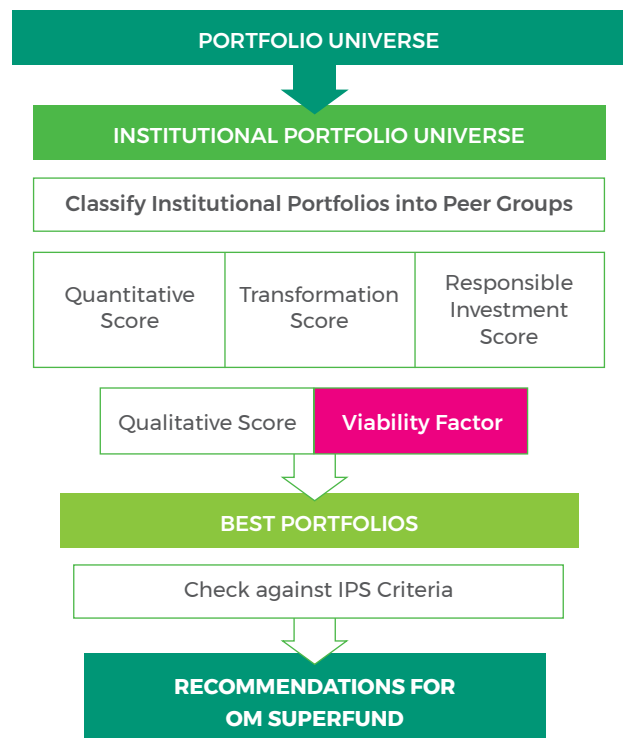 PORTFOLIO UNIVERSE
INSTITUTIONAL PORTFOLIO UNIVERSE
Classify Institutional Portfolios into Peer Groups
Quantitative
Score
Transformation
Score
Responsible
Investment
Score
Qualitative Score
Viability Factor
BEST PORTFOLIOS
Check against IPS Criteria
RECOMMENDATIONS FOR
OM SUPERFUND